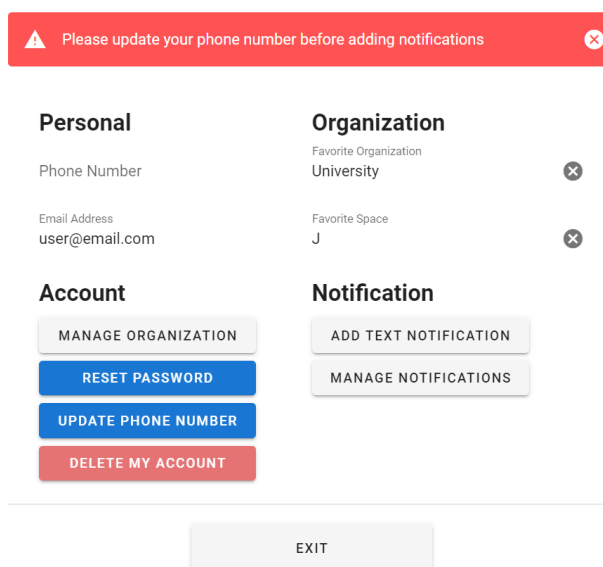 Please update your phone number before adding notifications
Personal
Phone Number
Email Address
user@email.com
Organization
Favorite Organization
University
Favorite Space
J
Account
MANAGE ORGANIZATION
RESET PASSWORD
UPDATE PHONE NUMBER
DELETE MY ACCOUNT
Notification
ADD TEXT NOTIFICATION
MANAGE NOTIFICATIONS
EXIT